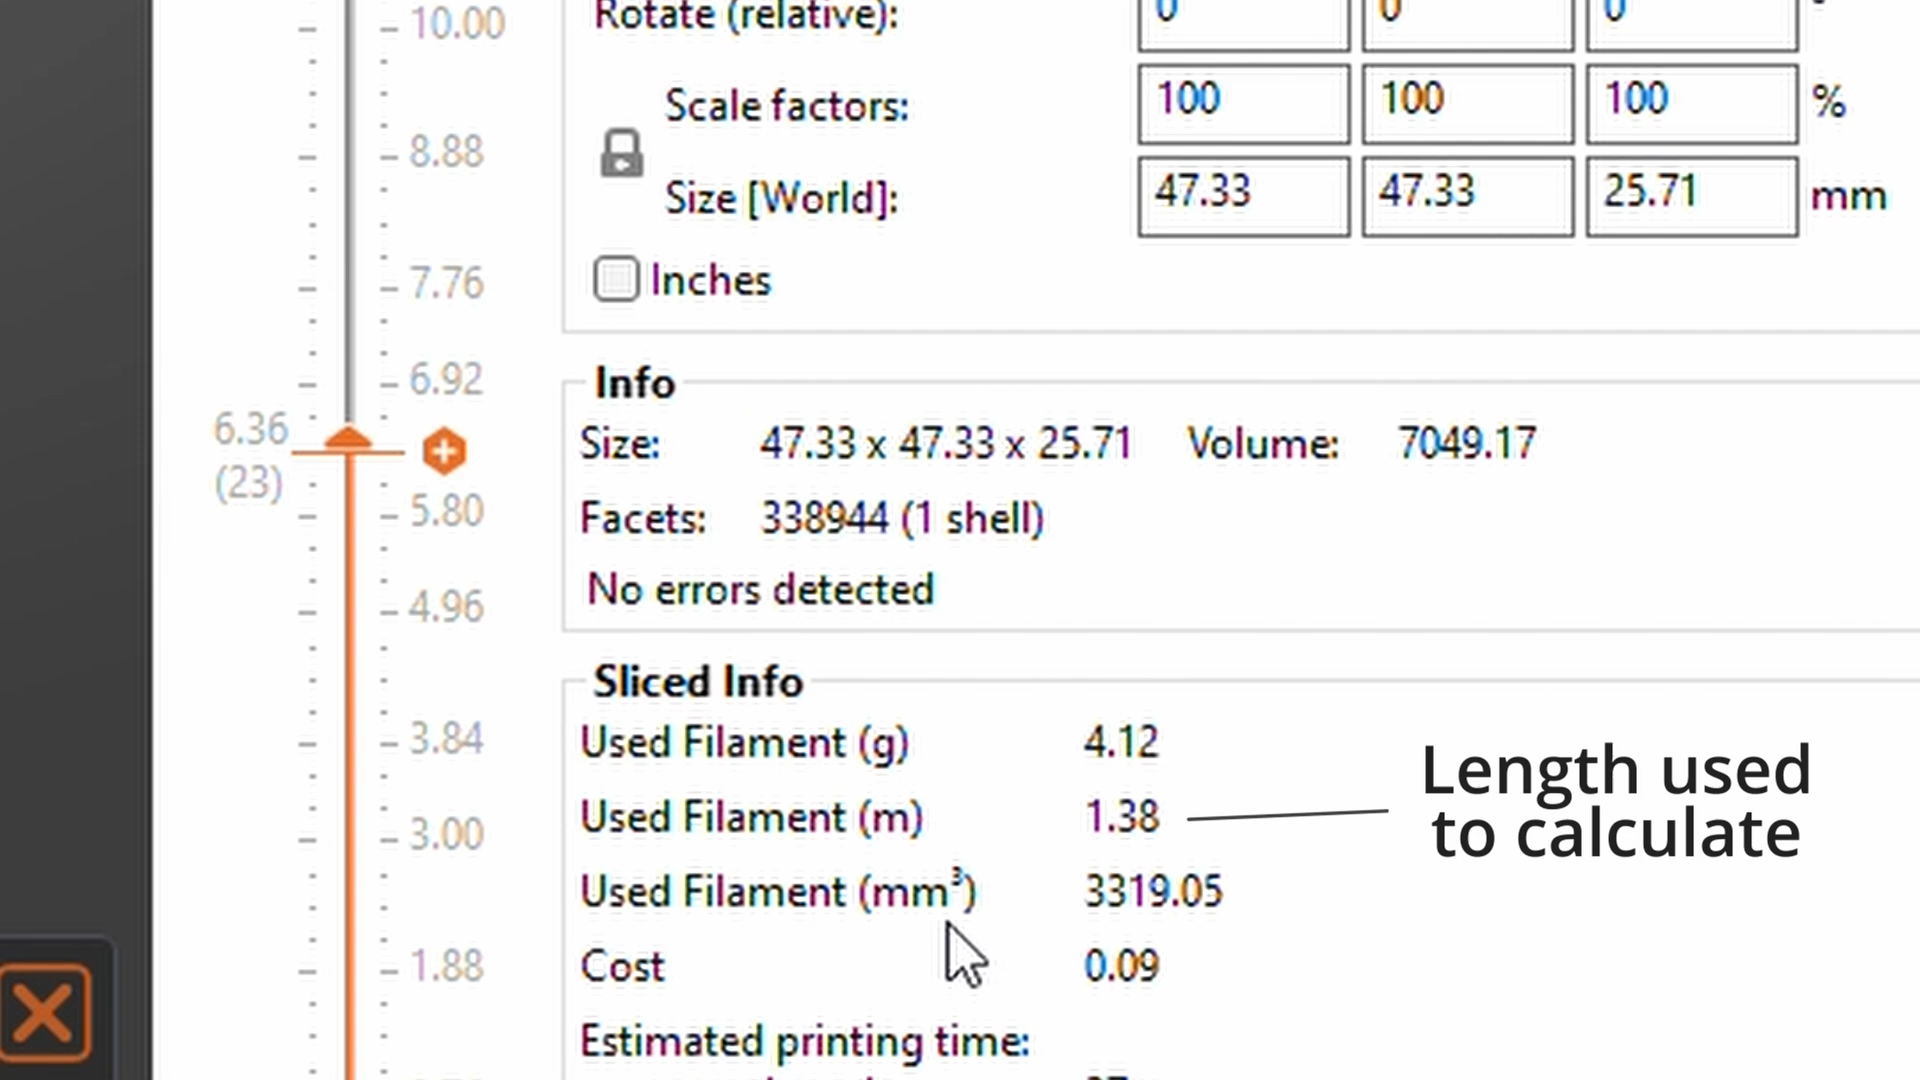 10.00
8.88
7.76
6.92
6.36
(23)
5.80
4.96
3.84
3.00
1.88
Rotate (relative): 0 0 0 °
Scale factors: 100 100 100 %
Size [World]: 47.33 47.33 25.71 mm
Inches
Info
Size: 47.33 x 47.33 x 25.71 Volume: 7049.17
Facets: 338944 (1 shell)
No errors detected
Sliced Info
Used Filament (g) 4.12
Used Filament (m) 1.38
Used Filament (mm³) 3319.05
Cost 0.09
Estimated printing time:
Length used
to calculate